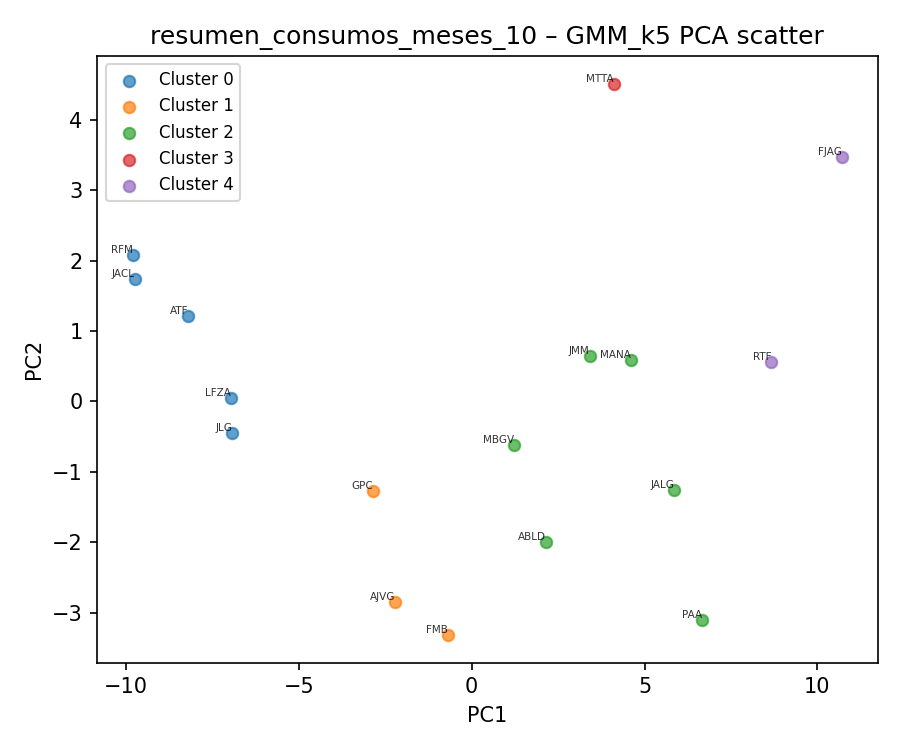 resumen_consumos_meses_10 – GMM_k5 PCA scatter
Cluster 0
Cluster 1
Cluster 2
Cluster 3
Cluster 4
MTTA
FJAG
RFM
JACL
ATF
JMM
MANA
RTF
LFZA
JLG
MBGV
GPC
JALG
ABLD
AJVG
FMB
PAA
4
3
2
1
0
−1
−2
−3
PC2
−10
−5
0
5
10
PC1